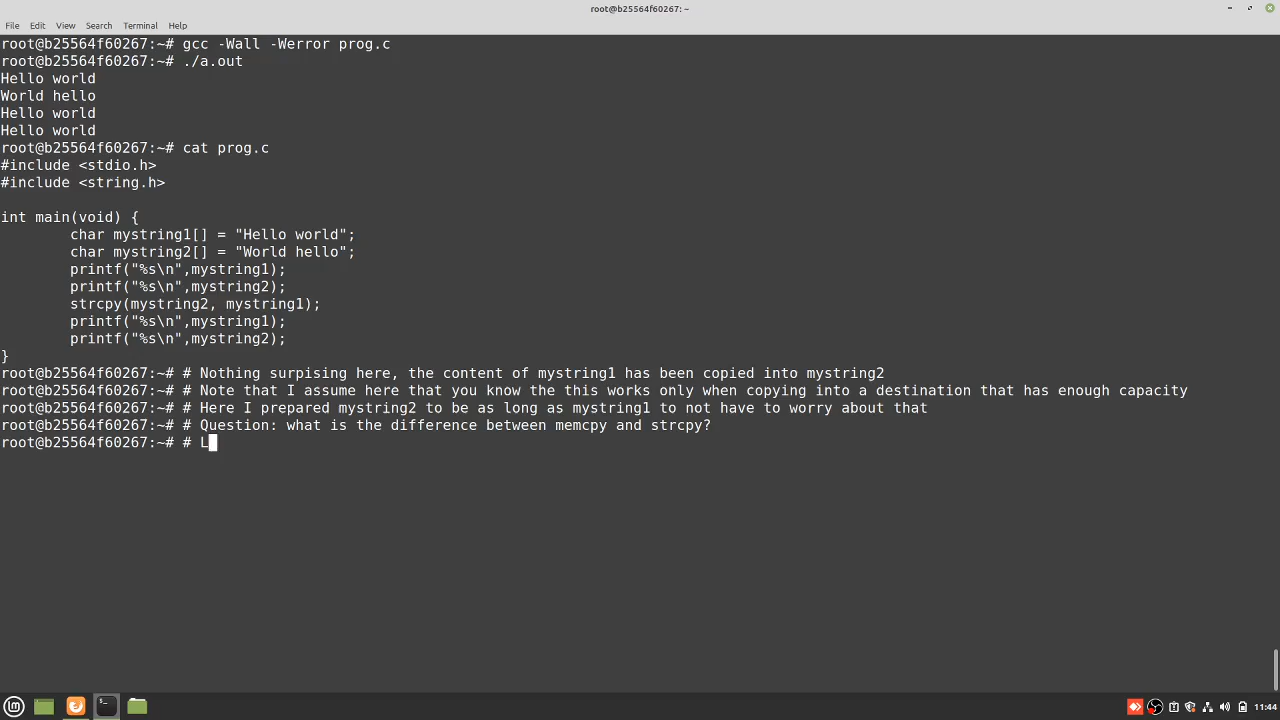 root@b25564f60267: ~
File Edit View Search Terminal Help
root@b25564f60267:~# gcc -Wall -Werror prog.c
root@b25564f60267:~# ./a.out
Hello world
World hello
Hello world
Hello world
root@b25564f60267:~# cat prog.c
#include <stdio.h>
#include <string.h>
int main(void) {
        char mystring1[] = "Hello world";
        char mystring2[] = "World hello";
        printf("%s\n",mystring1);
        printf("%s\n",mystring2);
        strcpy(mystring2, mystring1);
        printf("%s\n",mystring1);
        printf("%s\n",mystring2);
}
root@b25564f60267:~# # Nothing surpising here, the content of mystring1 has been copied into mystring2
root@b25564f60267:~# # Note that I assume here that you know the this works only when copying into a destination that has enough capacity
root@b25564f60267:~# # Here I prepared mystring2 to be as long as mystring1 to not have to worry about that
root@b25564f60267:~# # Question: what is the difference between memcpy and strcpy?
root@b25564f60267:~# # L
11:44